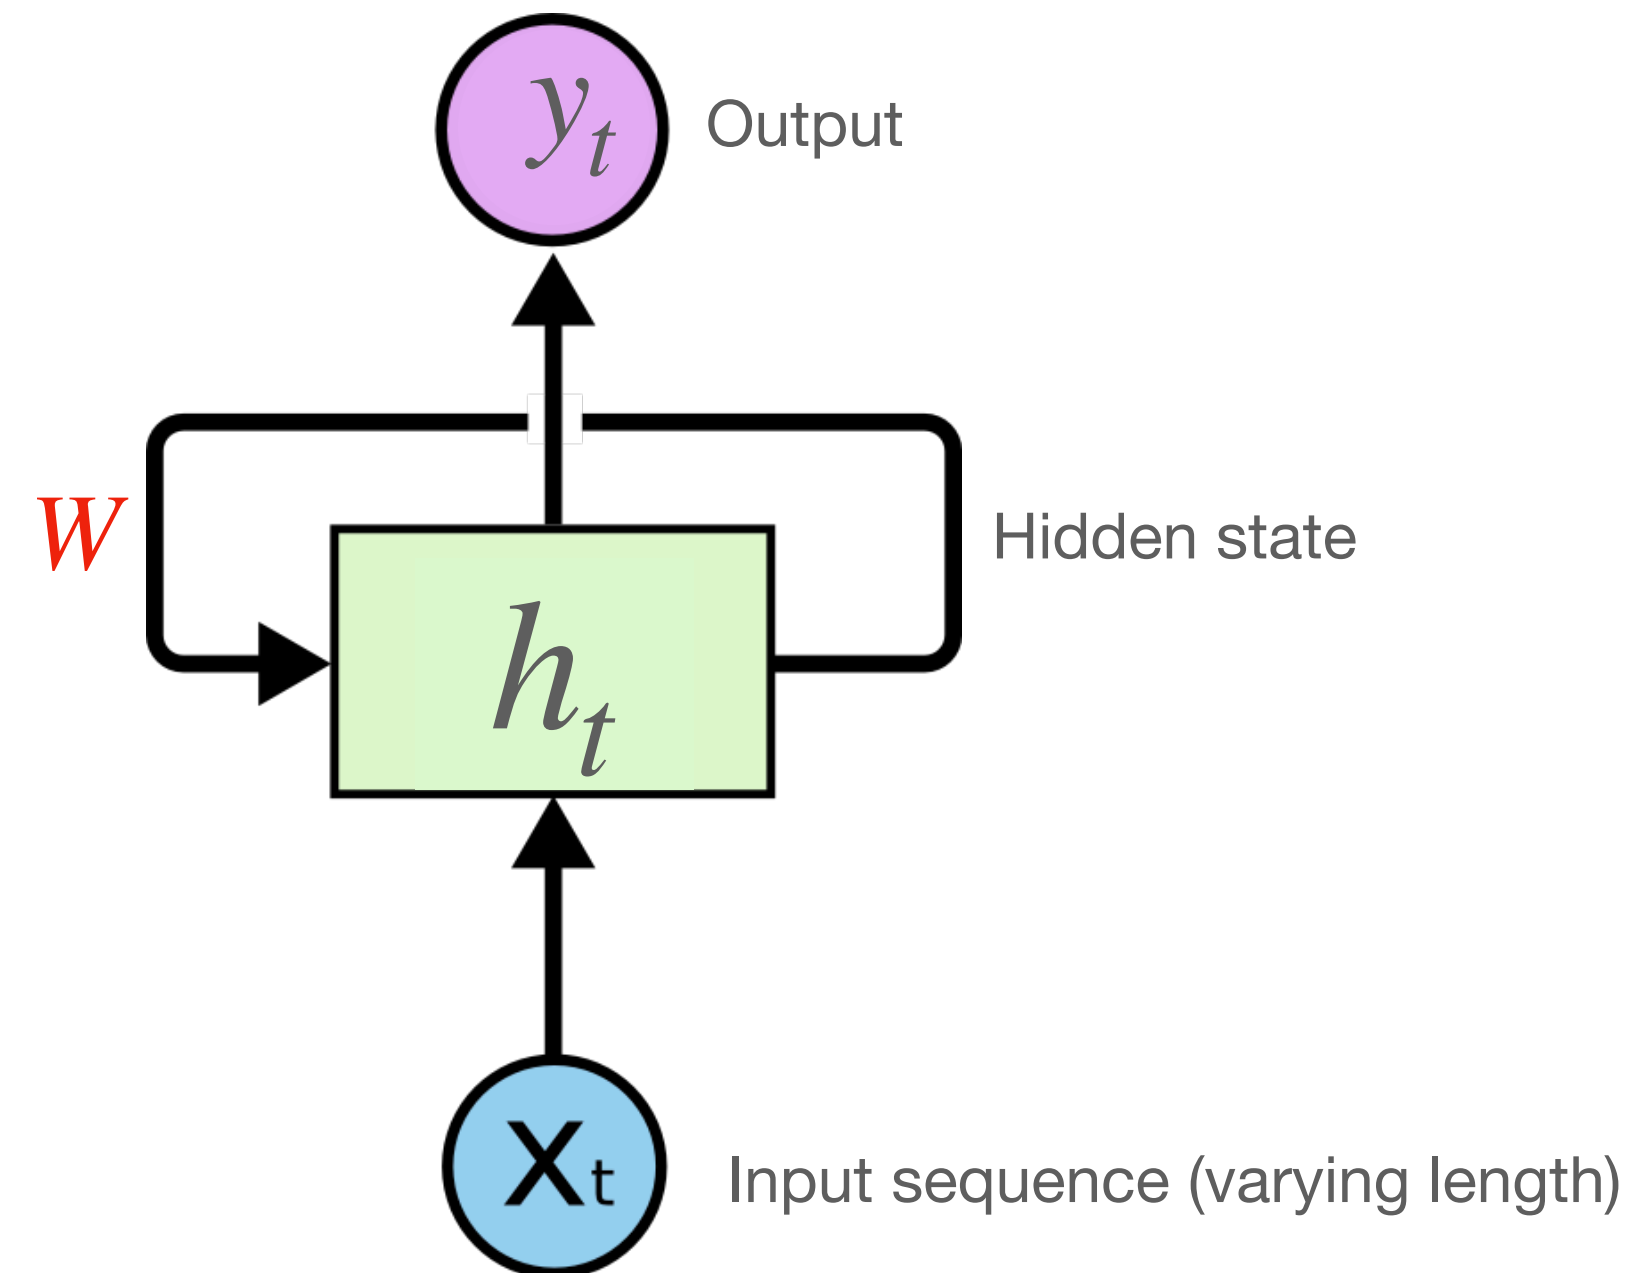 y_t
Output
W
Hidden state
h_t
x_t
Input sequence (varying length)